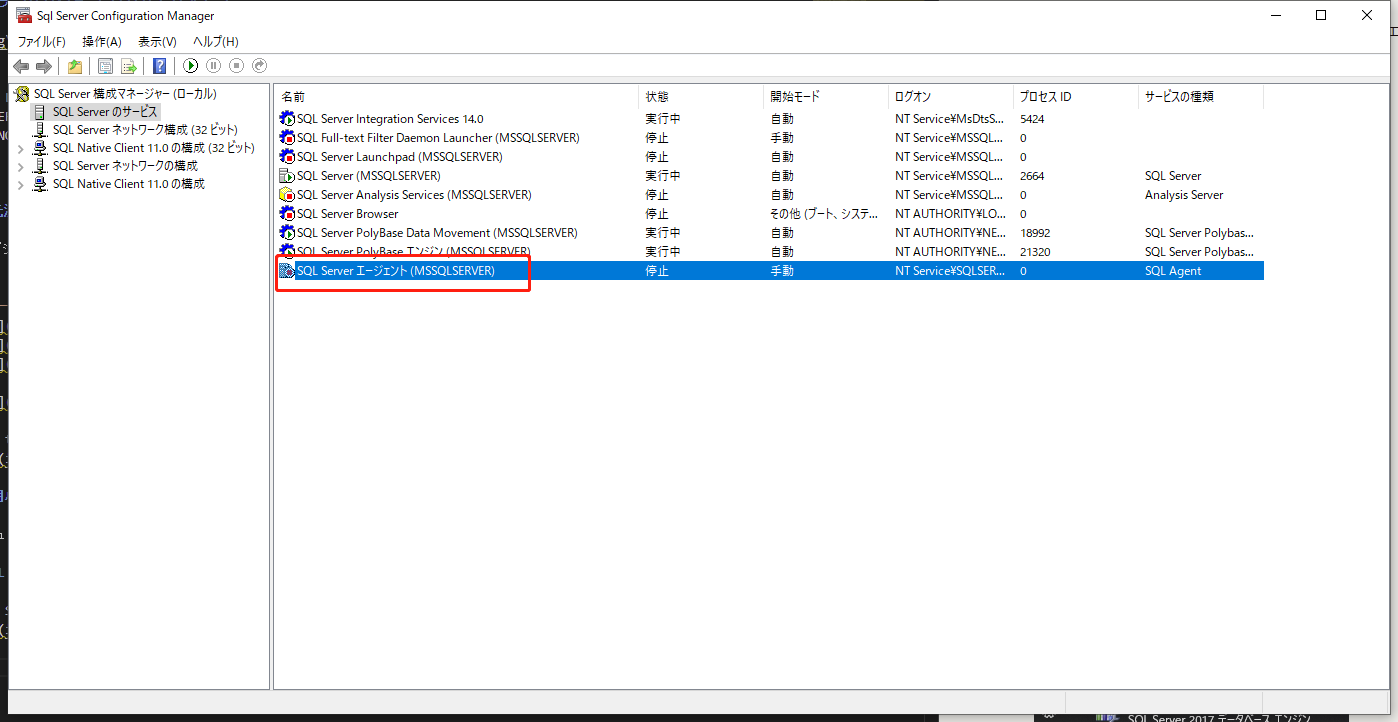 Sql Server Configuration Manager
ファイル(F) 操作(A) 表示(V) ヘルプ(H)
SQL Server 構成マネージャー (ローカル)
SQL Server のサービス
SQL Server ネットワーク構成 (32 ビット)
SQL Native Client 11.0 の構成 (32 ビット)
SQL Server ネットワークの構成
SQL Native Client 11.0 の構成
名前 状態 開始モード ログオン プロセス ID サービスの種類
SQL Server Integration Services 14.0 実行中 自動 NT Service¥MsDtsS... 5424
SQL Full-text Filter Daemon Launcher (MSSQLSERVER) 停止 手動 NT Service¥MSSQL... 0
SQL Server Launchpad (MSSQLSERVER) 停止 自動 NT Service¥MSSQL... 0
SQL Server (MSSQLSERVER) 実行中 自動 NT Service¥MSSQL... 2664 SQL Server
SQL Server Analysis Services (MSSQLSERVER) 停止 自動 NT Service¥MSSQL... 0 Analysis Server
SQL Server Browser 停止 その他 (ブート、システ... NT AUTHORITY¥LO... 0
SQL Server PolyBase Data Movement (MSSQLSERVER) 実行中 自動 NT AUTHORITY¥NE... 18992 SQL Server Polybas...
SQL Server PolyBase エンジン (MSSQLSERVER) 実行中 自動 NT AUTHORITY¥NE... 21320 SQL Server Polybas...
SQL Server エージェント (MSSQLSERVER) 停止 手動 NT Service¥SQLSER... 0 SQL Agent
SQL Server 2017 データベース エンジン